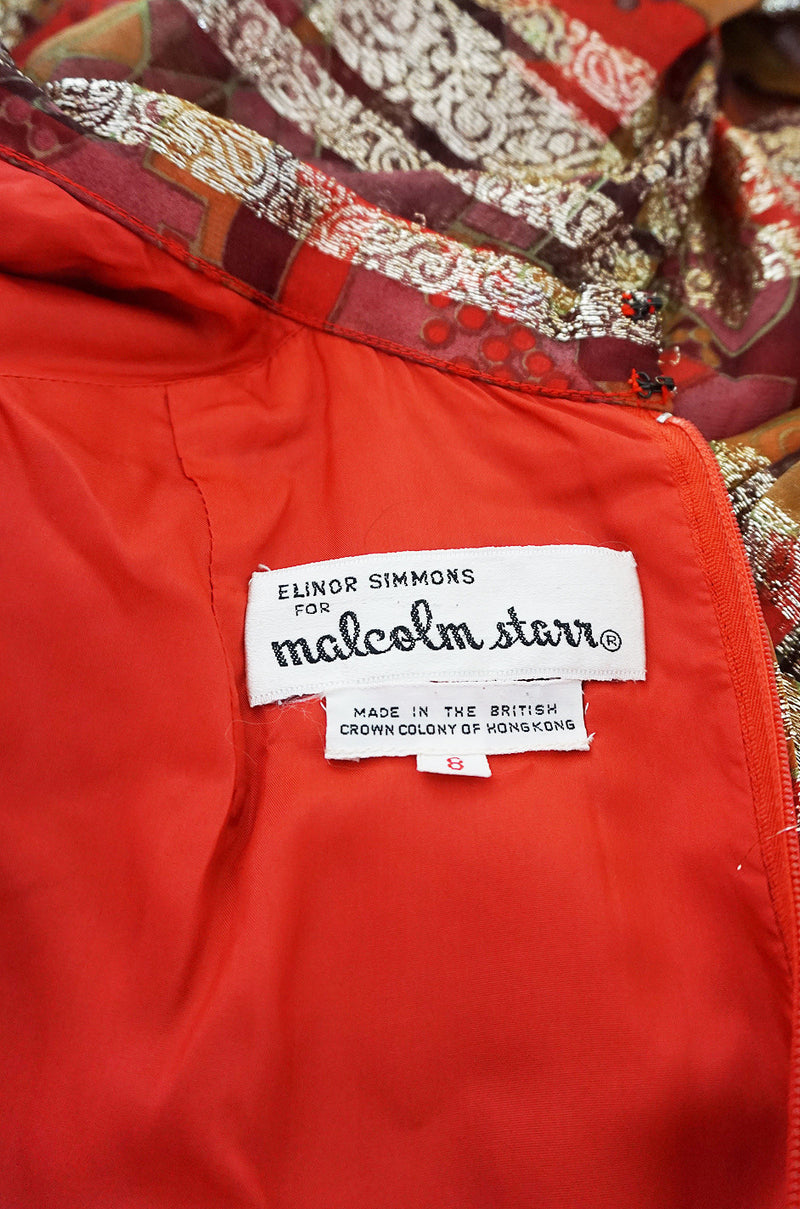 ELINOR SIMMONS
FOR
malcolm starr®
MADE IN THE BRITISH
CROWN COLONY OF HONGKONG
8